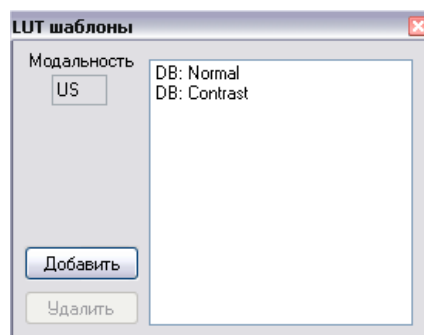 LUT шаблоны
Модальность
US
DB: Normal
DB: Contrast
Добавить
Удалить